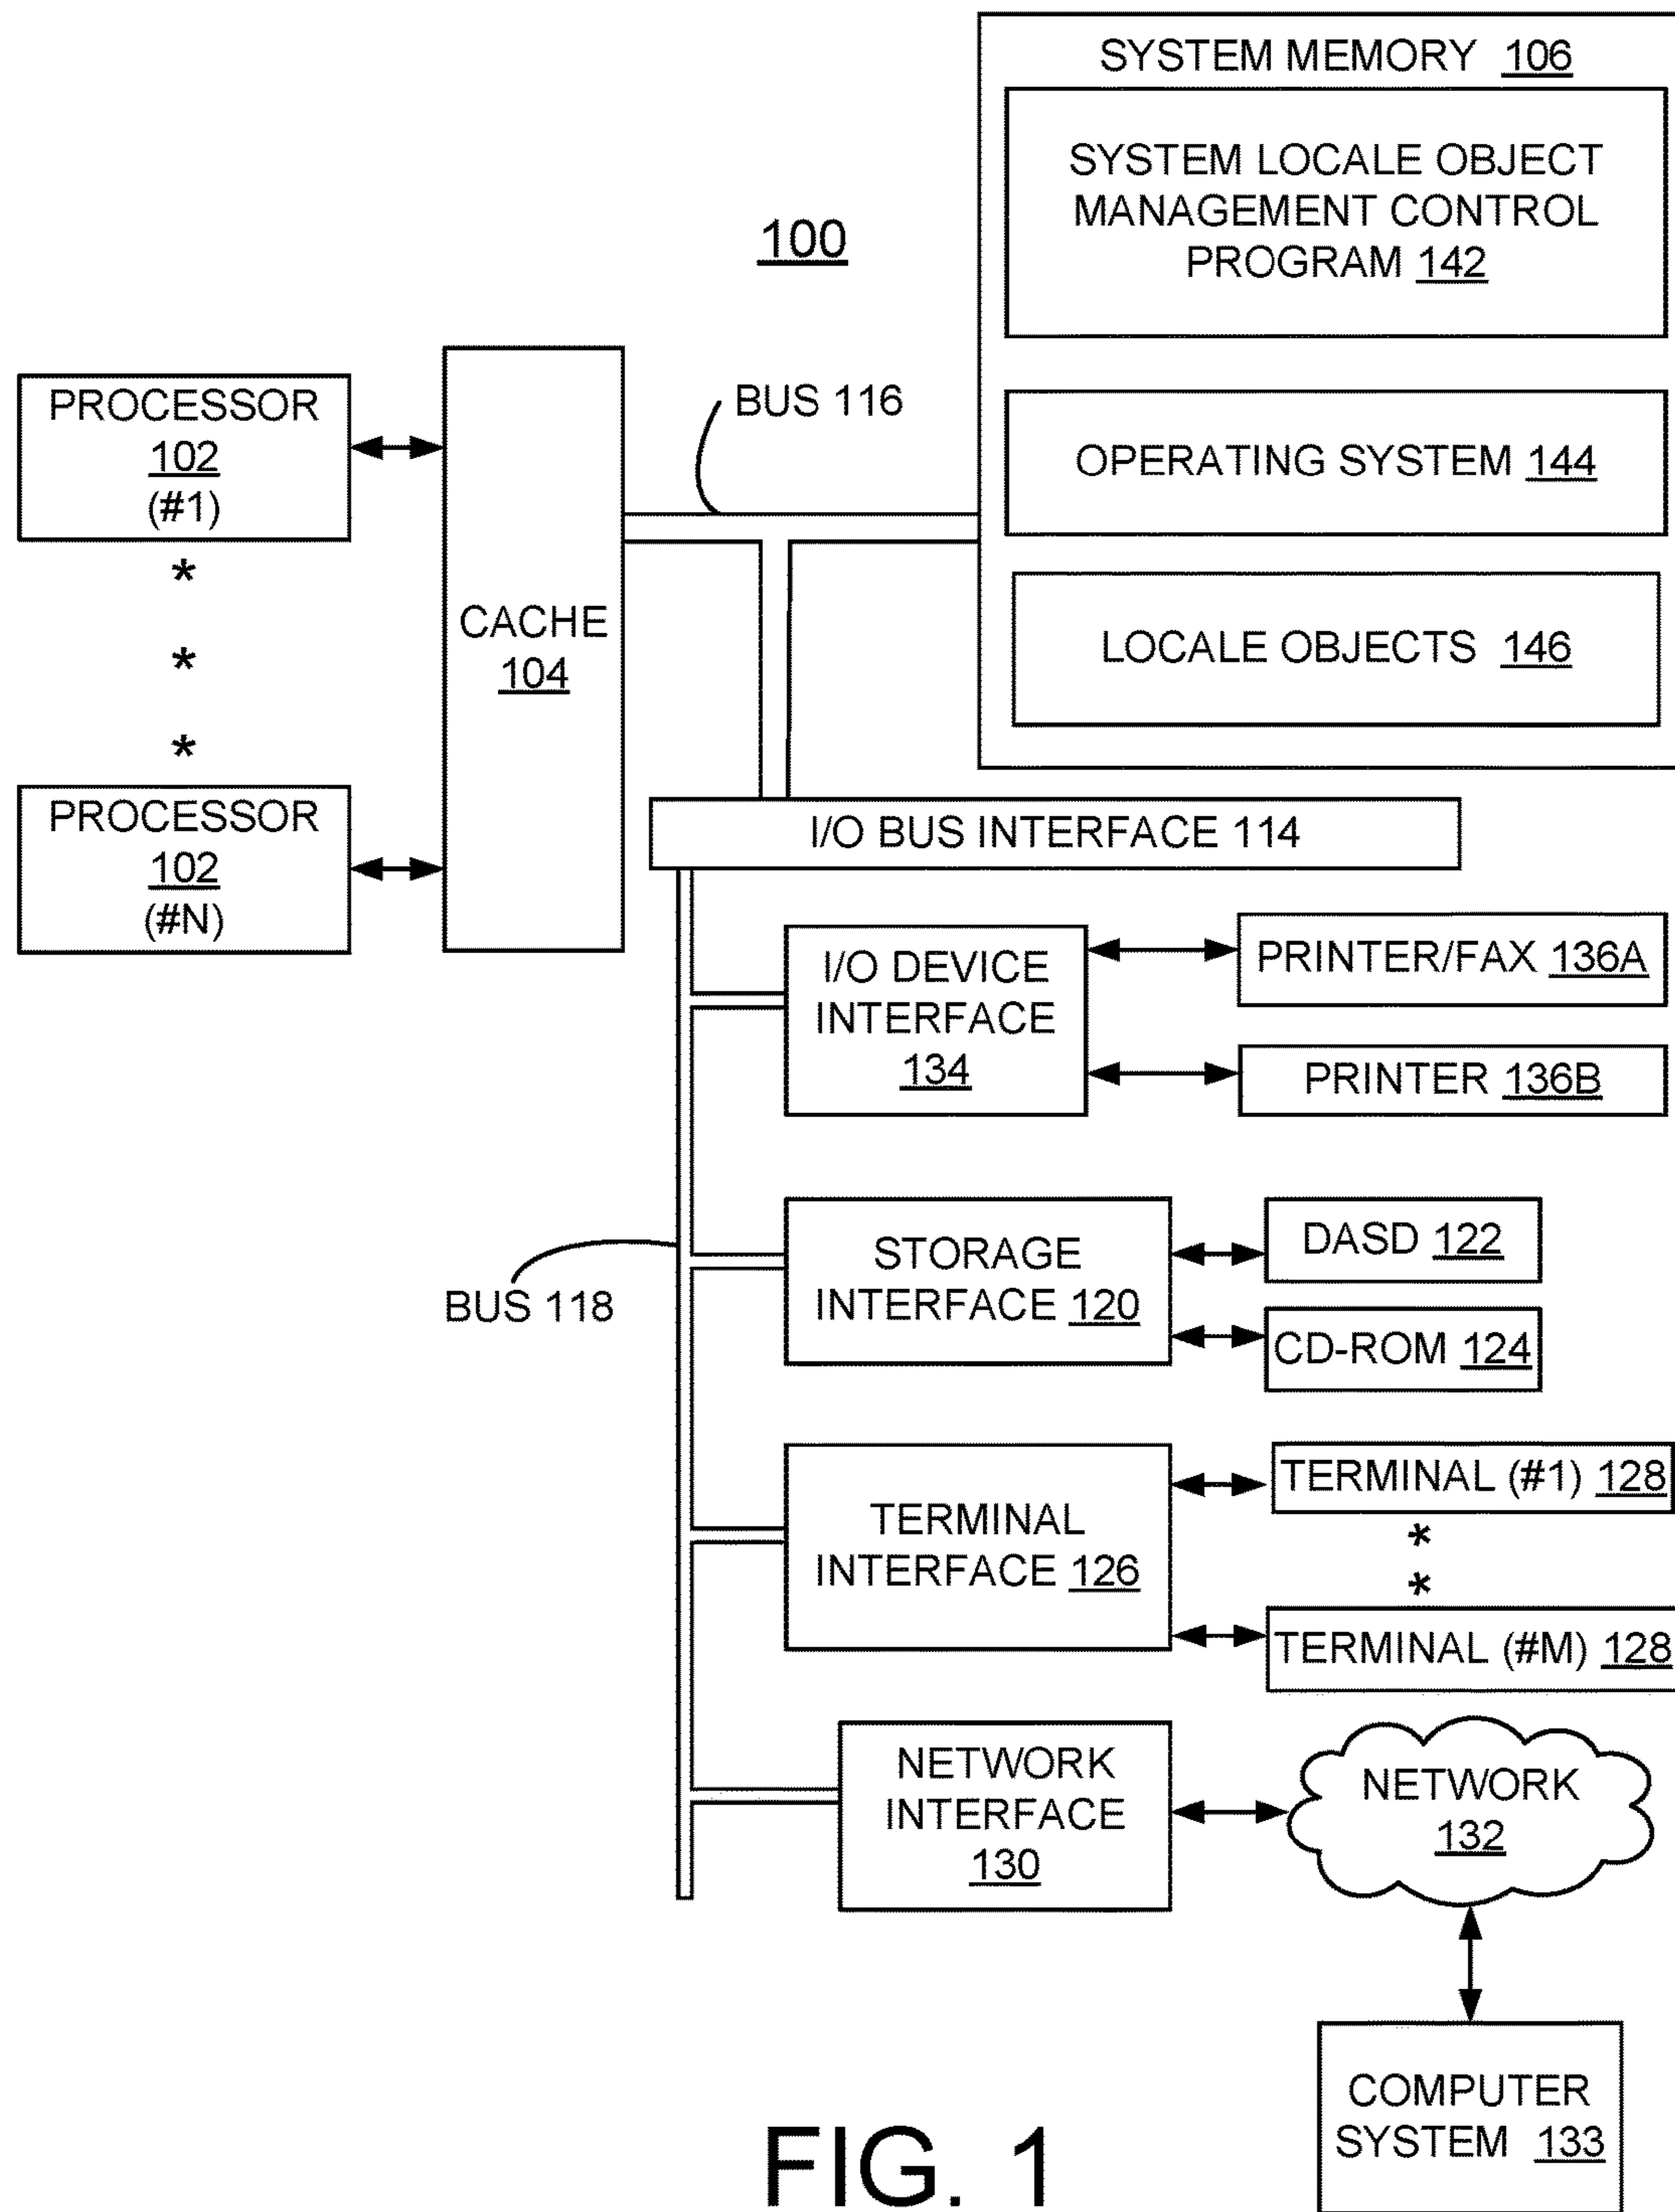 SYSTEM MEMORY 106
SYSTEM LOCALE OBJECT
MANAGEMENT CONTROL
PROGRAM 142
100
PROCESSOR
102
(#1)
BUS 116
OPERATING SYSTEM 144
*
*
*
CACHE
104
LOCALE OBJECTS 146
PROCESSOR
102
(#N)
I/O BUS INTERFACE 114
I/O DEVICE
INTERFACE
134
PRINTER/FAX 136A
PRINTER 136B
STORAGE
INTERFACE 120
DASD 122
CD-ROM 124
BUS 118
TERMINAL
INTERFACE 126
TERMINAL (#1) 128
*
*
TERMINAL (#M) 128
NETWORK
INTERFACE
130
NETWORK
132
COMPUTER
SYSTEM 133
FIG. 1